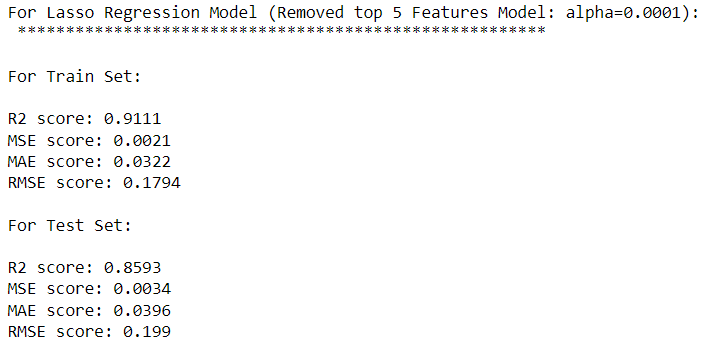 For Lasso Regression Model (Removed top 5 Features Model: alpha=0.0001):
*******************************************************
For Train Set:
R2 score: 0.9111
MSE score: 0.0021
MAE score: 0.0322
RMSE score: 0.1794
For Test Set:
R2 score: 0.8593
MSE score: 0.0034
MAE score: 0.0396
RMSE score: 0.199